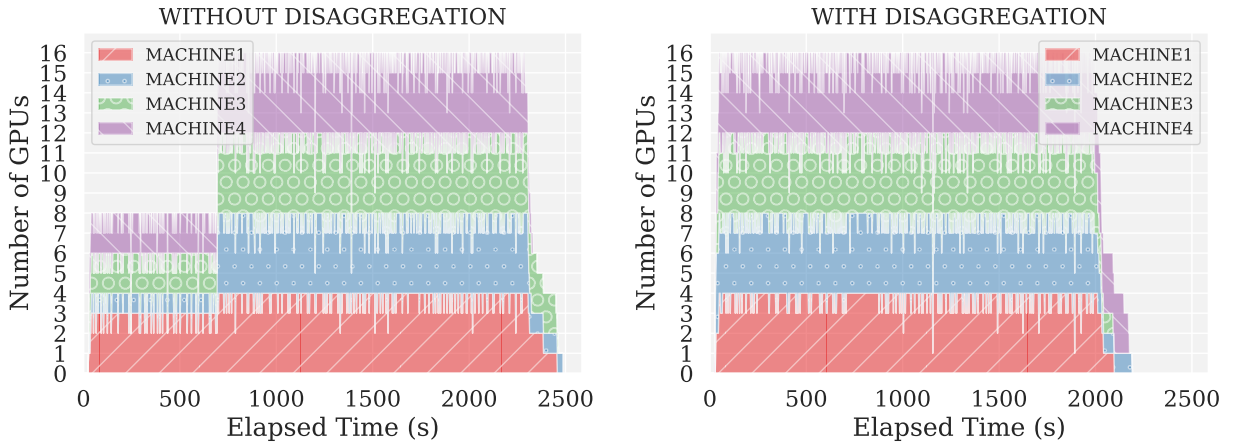 WITHOUT DISAGGREGATION
Number of GPUs
16
15
14
13
12
11
10
9
8
7
6
5
4
3
2
1
0
MACHINE1
MACHINE2
MACHINE3
MACHINE4
0 500 1000 1500 2000 2500
Elapsed Time (s)
WITH DISAGGREGATION
Number of GPUs
16
15
14
13
12
11
10
9
8
7
6
5
4
3
2
1
0
MACHINE1
MACHINE2
MACHINE3
MACHINE4
0 500 1000 1500 2000 2500
Elapsed Time (s)